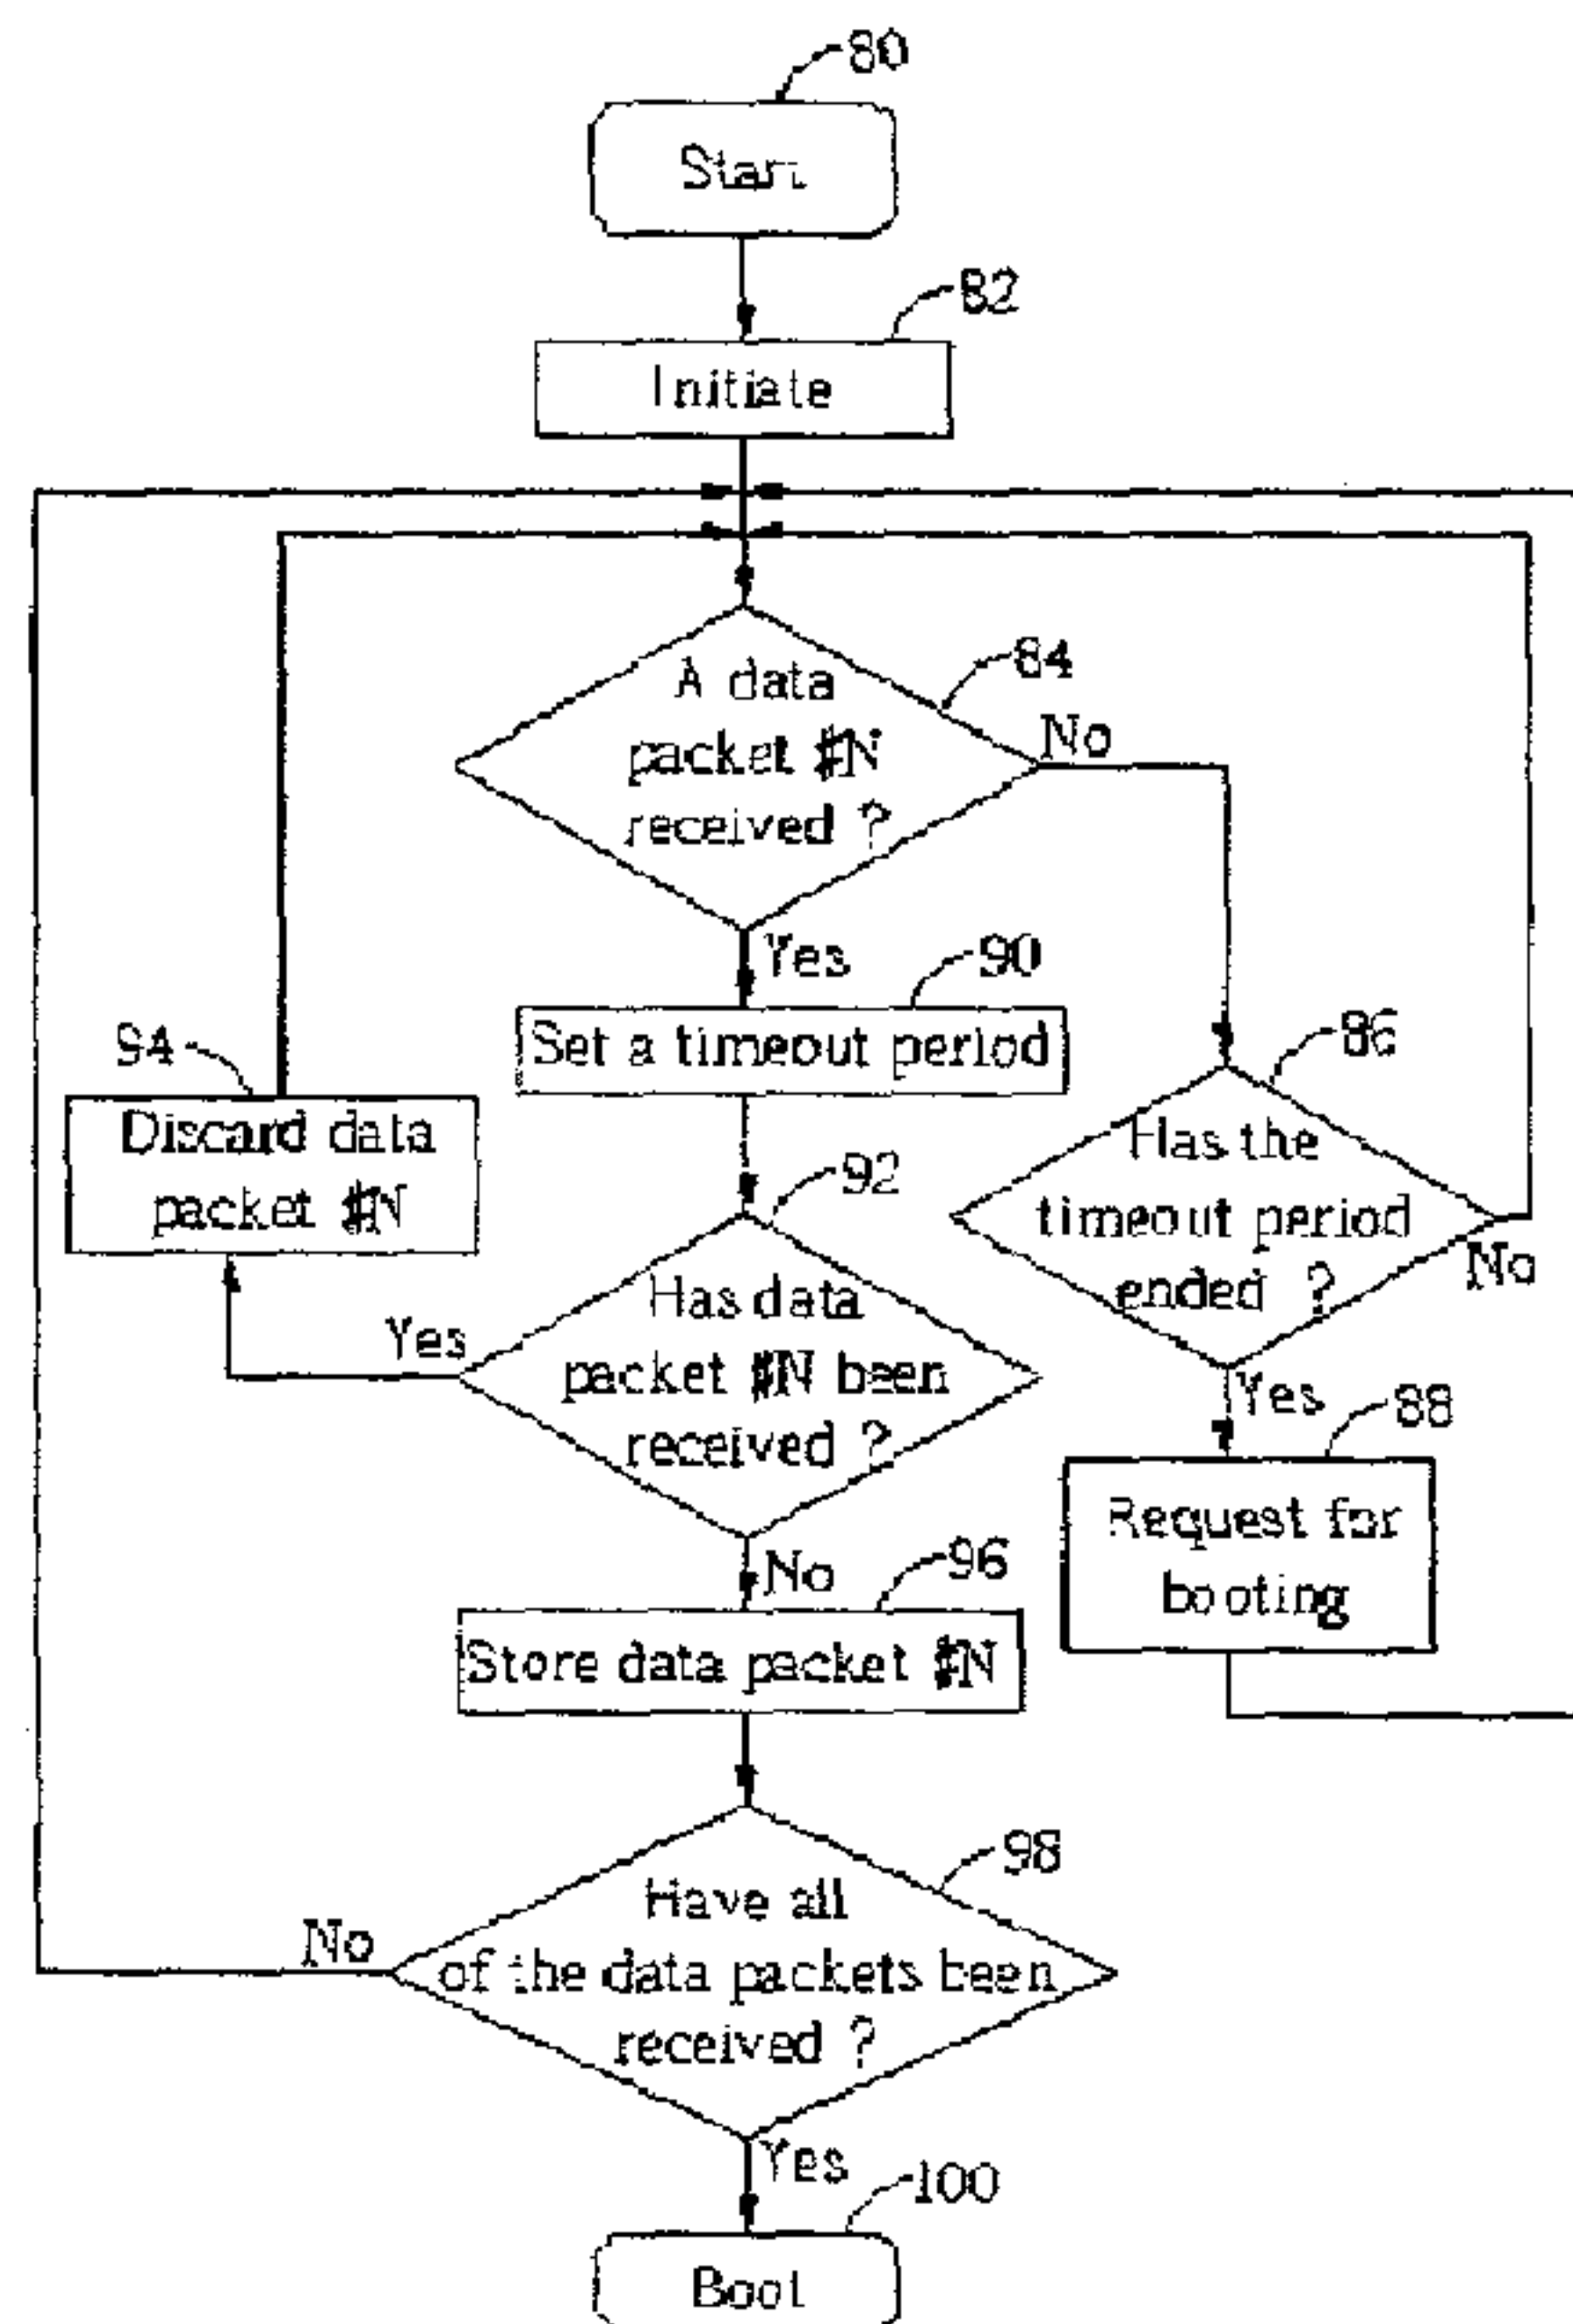 80
Start
82
Initiate
84
A data
packet #N
received ?
No
Yes
90
Set a timeout period
94
Discard data
packet #N
86
Has the
timeout period
ended ?
No
Yes
92
Has data
packet #N been
received ?
Yes
No
88
Request for
booting
96
Store data packet #N
98
Have all
of the data packets been
received ?
No
Yes
100
Boot